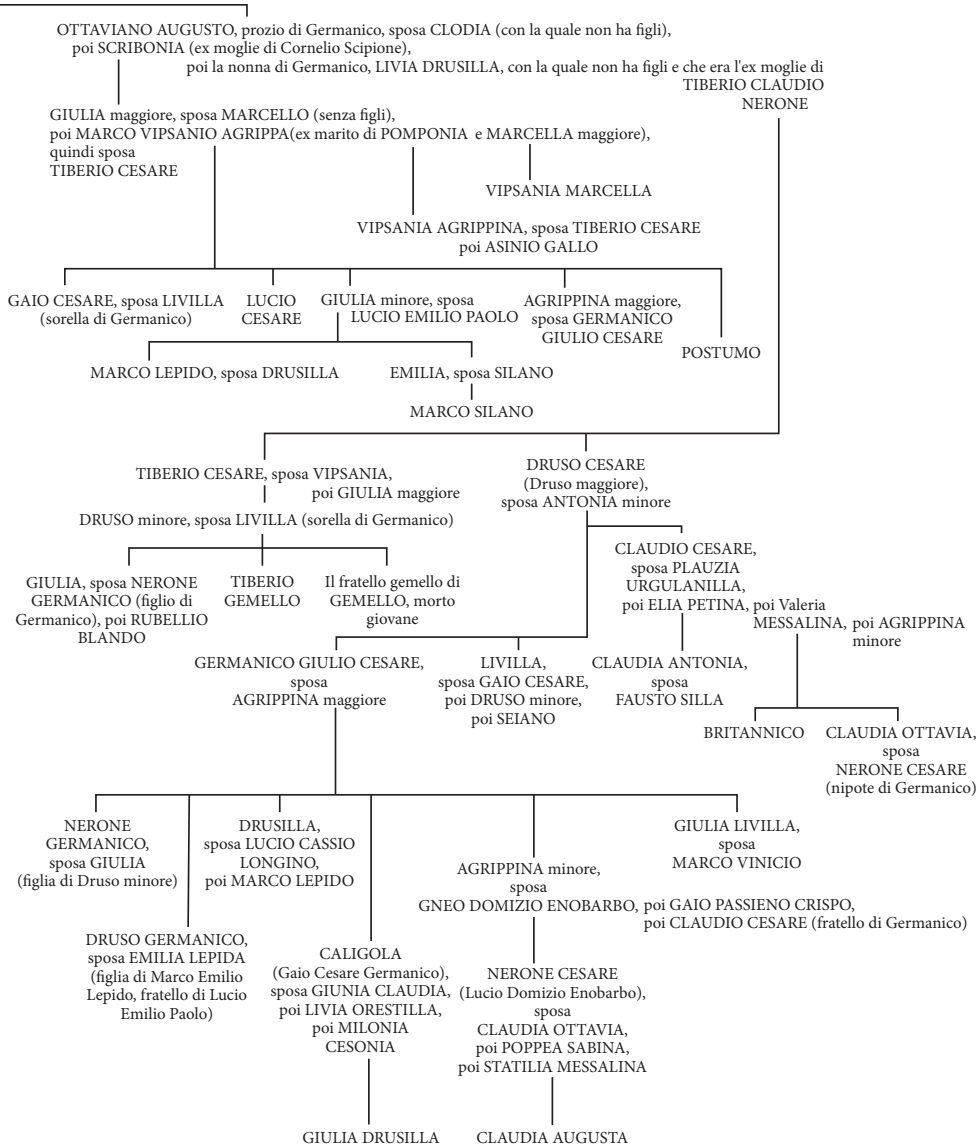 OTTAVIANO AUGUSTO, prozio di Germanico, sposa CLODIA (con la quale non ha figli),
poi SCRIBONIA (ex moglie di Cornelio Scipione),
poi la nonna di Germanico, LIVIA DRUSILLA, con la quale non ha figli e che era l'ex moglie di
TIBERIO CLAUDIO
NERONE
GIULIA maggiore, sposa MARCELLO (senza figli),
poi MARCO VIPSANIO AGRIPPA(ex marito di POMPONIA e MARCELLA maggiore),
quindi sposa
TIBERIO CESARE
VIPSANIA MARCELLA
VIPSANIA AGRIPPINA, sposa TIBERIO CESARE
poi ASINIO GALLO
GAIO CESARE, sposa LIVILLA
(sorella di Germanico)
LUCIO
CESARE
GIULIA minore, sposa
LUCIO EMILIO PAOLO
AGRIPPINA maggiore,
sposa GERMANICO
GIULIO CESARE
POSTUMO
MARCO LEPIDO, sposa DRUSILLA
EMILIA, sposa SILANO
MARCO SILANO
TIBERIO CESARE, sposa VIPSANIA,
poi GIULIA maggiore
DRUSO CESARE
(Druso maggiore),
sposa ANTONIA minore
DRUSO minore, sposa LIVILLA (sorella di Germanico)
GIULIA, sposa NERONE
GERMANICO (figlio di
Germanico), poi RUBELLIO
BLANDO
TIBERIO
GEMELLO
Il fratello gemello di
GEMELLO, morto
giovane
CLAUDIO CESARE,
sposa PLAUZIA
URGULANILLA,
poi ELIA PETINA, poi Valeria
MESSALINA, poi AGRIPPINA
minore
GERMANICO GIULIO CESARE,
sposa
AGRIPPINA maggiore
LIVILLA,
sposa GAIO CESARE,
poi DRUSO minore,
poi SEIANO
CLAUDIA ANTONIA,
sposa
FAUSTO SILLA
BRITANNICO
CLAUDIA OTTAVIA,
sposa
NERONE CESARE
(nipote di Germanico)
NERONE
GERMANICO,
sposa GIULIA
(figlia di Druso minore)
DRUSILLA,
sposa LUCIO CASSIO
LONGINO,
poi MARCO LEPIDO
GIULIA LIVILLA,
sposa
MARCO VINICIO
AGRIPPINA minore,
sposa
GNEO DOMIZIO ENOBARBO, poi GAIO PASSIENO CRISPO,
poi CLAUDIO CESARE (fratello di Germanico)
DRUSO GERMANICO,
sposa EMILIA LEPIDA
(figlia di Marco Emilio
Lepido, fratello di Lucio
Emilio Paolo)
CALIGOLA
(Gaio Cesare Germanico),
sposa GIUNIA CLAUDIA,
poi LIVIA ORESTILLA,
poi MILONIA
CESONIA
NERONE CESARE
(Lucio Domizio Enobarbo),
sposa
CLAUDIA OTTAVIA,
poi POPPEA SABINA,
poi STATILIA MESSALINA
GIULIA DRUSILLA
CLAUDIA AUGUSTA